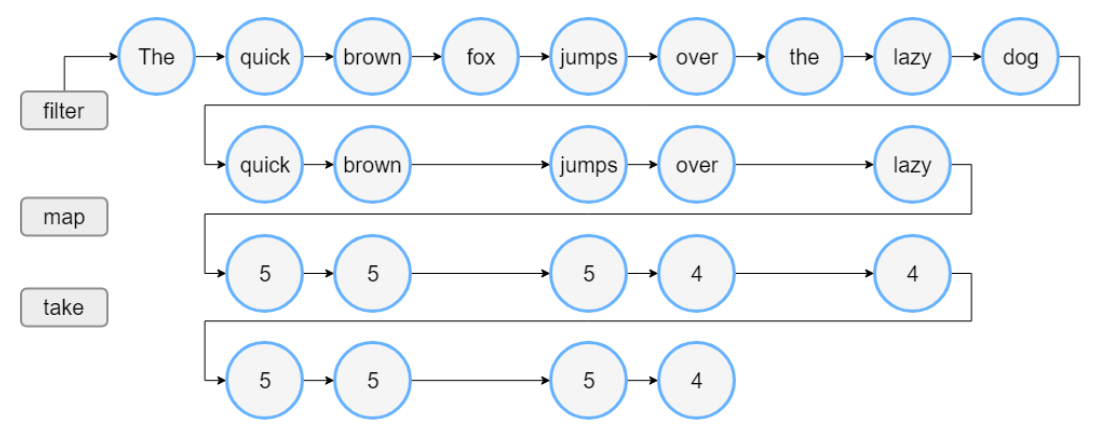 The quick brown fox jumps over the lazy dog
filter
quick brown jumps over lazy
map
5 5 5 4 4
take
5 5 5 4